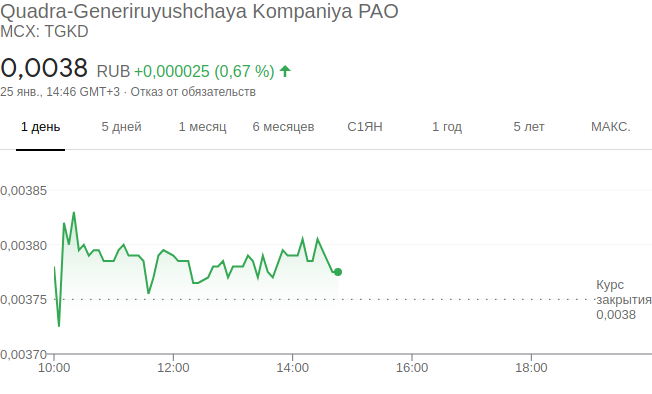 Quadra-Generiruyushchaya Kompaniya PAO
MCX: TGKD
0,0038 RUB +0,000025 (0,67 %)
25 янв., 14:46 GMT+3 · Отказ от обязательств
1 день 5 дней 1 месяц 6 месяцев С1ЯН 1 год 5 лет МАКС.
0,00385
0,00380
0,00375
0,00370
Курс
закрытия
0,0038
10:00 12:00 14:00 16:00 18:00